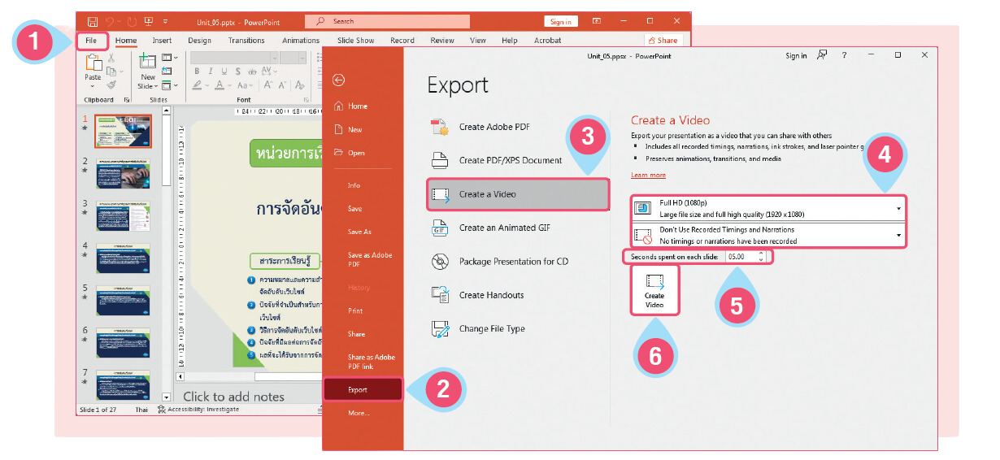 1
Unit_05.pptx - PowerPoint
Search
Sign in
File Home Insert Design Transitions Animations Slide Show Record Review View Help Acrobat
Share
Paste
New
Slide
B I U S ab AV
A Aa A A A
Clipboard Slides Font
1
2
3
4
5
6
7
หน่วยการเรี
การจัดอัน
สาระการเรียนรู้
1 ความหมายและความสำ
จัดอับดับเว็บไซต์
2 ปัจจัยที่จำเป็นสำหรับกา
เว็บไซต์
3 วิธีการจัดอันดับเว็บไซต์
4 ปัจจัยที่มีผลต่อการจัดอั
5 ผลที่จะได้รับจากการจัด
Click to add notes
Slide 1 of 27 Thai Accessibility: Investigate
Unit_05.ppsx - PowerPoint
Sign in ?
Home
New
Open
Info
Save
Save As
Save as Adobe
PDF
History
Print
Share
Share as Adobe
PDF link
Export
More...
2
Export
Create Adobe PDF
Create PDF/XPS Document
Create a Video
GIF Create an Animated GIF
Package Presentation for CD
Create Handouts
Change File Type
3
Create a Video
Export your presentation as a video that you can share with others
Includes all recorded timings, narrations, ink strokes, and laser pointer g
Preserves animations, transitions, and media
Learn more
4
Full HD (1080p)
Large file size and full high quality (1920 x 1080)
Don't Use Recorded Timings and Narrations
No timings or narrations have been recorded
Seconds spent on each slide: 05.00
5
Create
Video
6